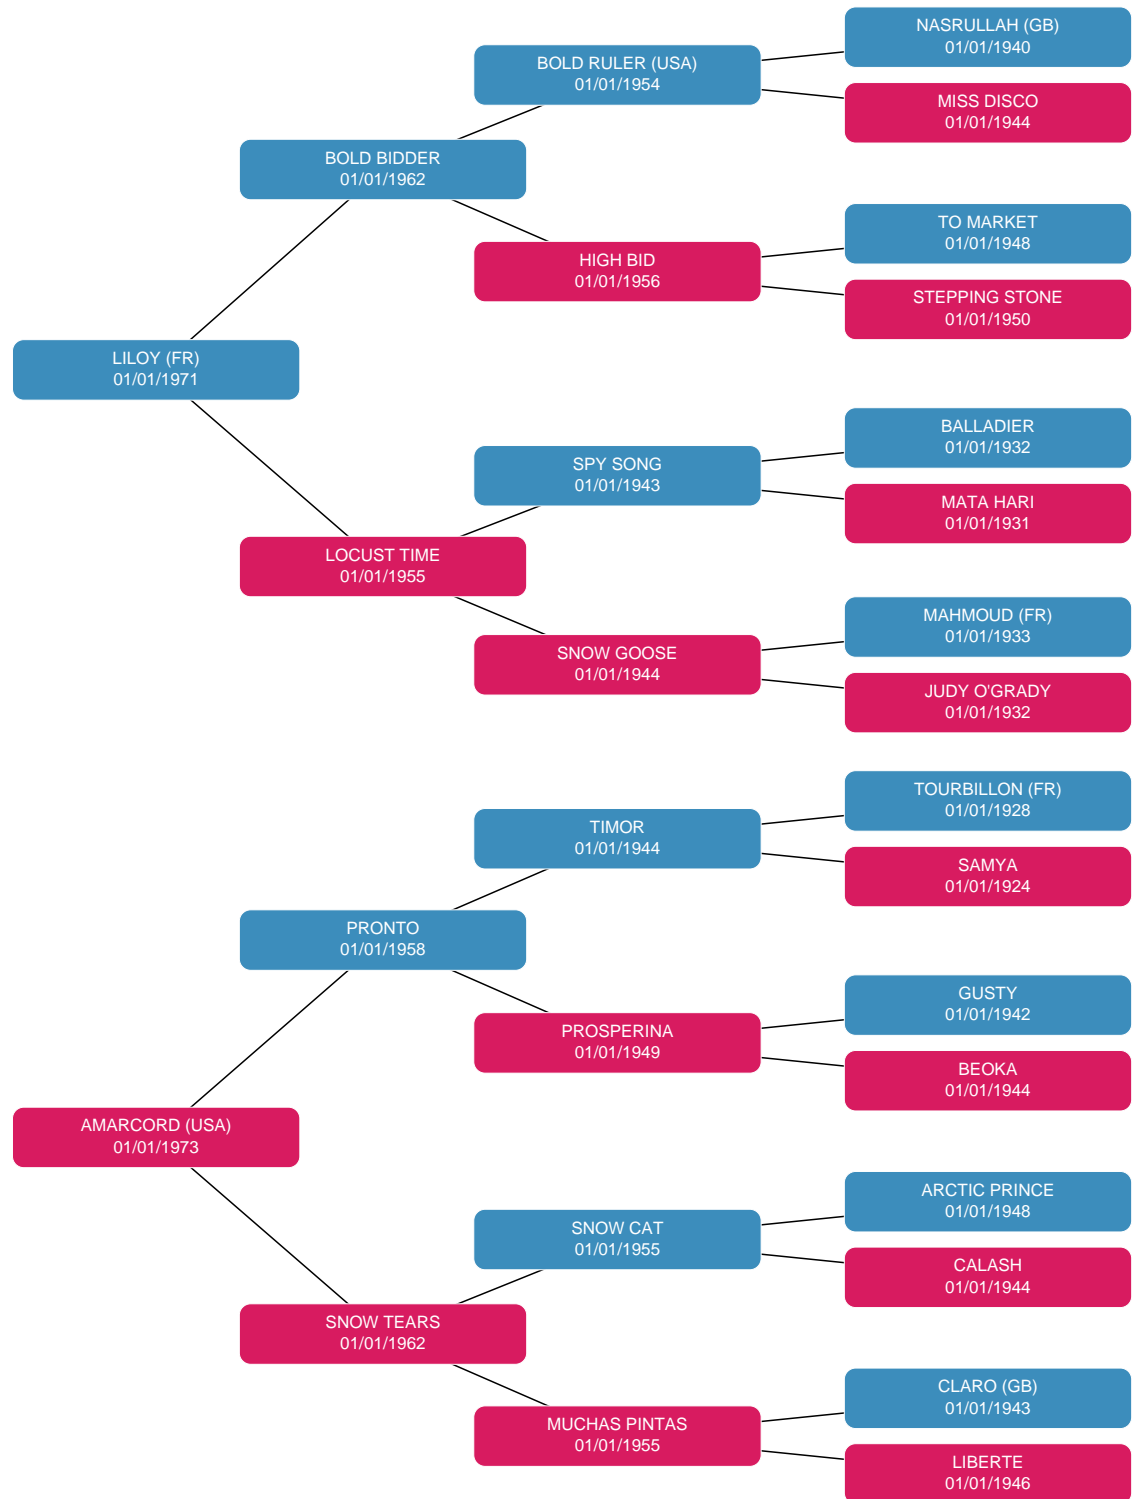 NASRULLAH (GB)
01/01/1940
BOLD RULER (USA)
01/01/1954
MISS DISCO
01/01/1944
BOLD BIDDER
01/01/1962
TO MARKET
01/01/1948
HIGH BID
01/01/1956
STEPPING STONE
01/01/1950
LILOY (FR)
01/01/1971
BALLADIER
01/01/1932
SPY SONG
01/01/1943
MATA HARI
01/01/1931
LOCUST TIME
01/01/1955
MAHMOUD (FR)
01/01/1933
SNOW GOOSE
01/01/1944
JUDY O'GRADY
01/01/1932
TOURBILLON (FR)
01/01/1928
TIMOR
01/01/1944
SAMYA
01/01/1924
PRONTO
01/01/1958
GUSTY
01/01/1942
PROSPERINA
01/01/1949
BEOKA
01/01/1944
AMARCORD (USA)
01/01/1973
ARCTIC PRINCE
01/01/1948
SNOW CAT
01/01/1955
CALASH
01/01/1944
SNOW TEARS
01/01/1962
CLARO (GB)
01/01/1943
MUCHAS PINTAS
01/01/1955
LIBERTE
01/01/1946